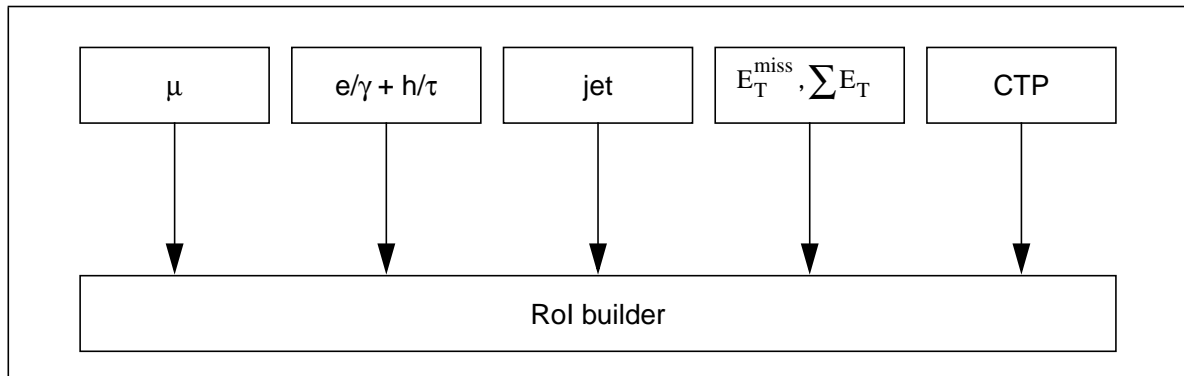 μ
e/γ + h/τ
jet
E_T^miss, ∑E_T
CTP
RoI builder